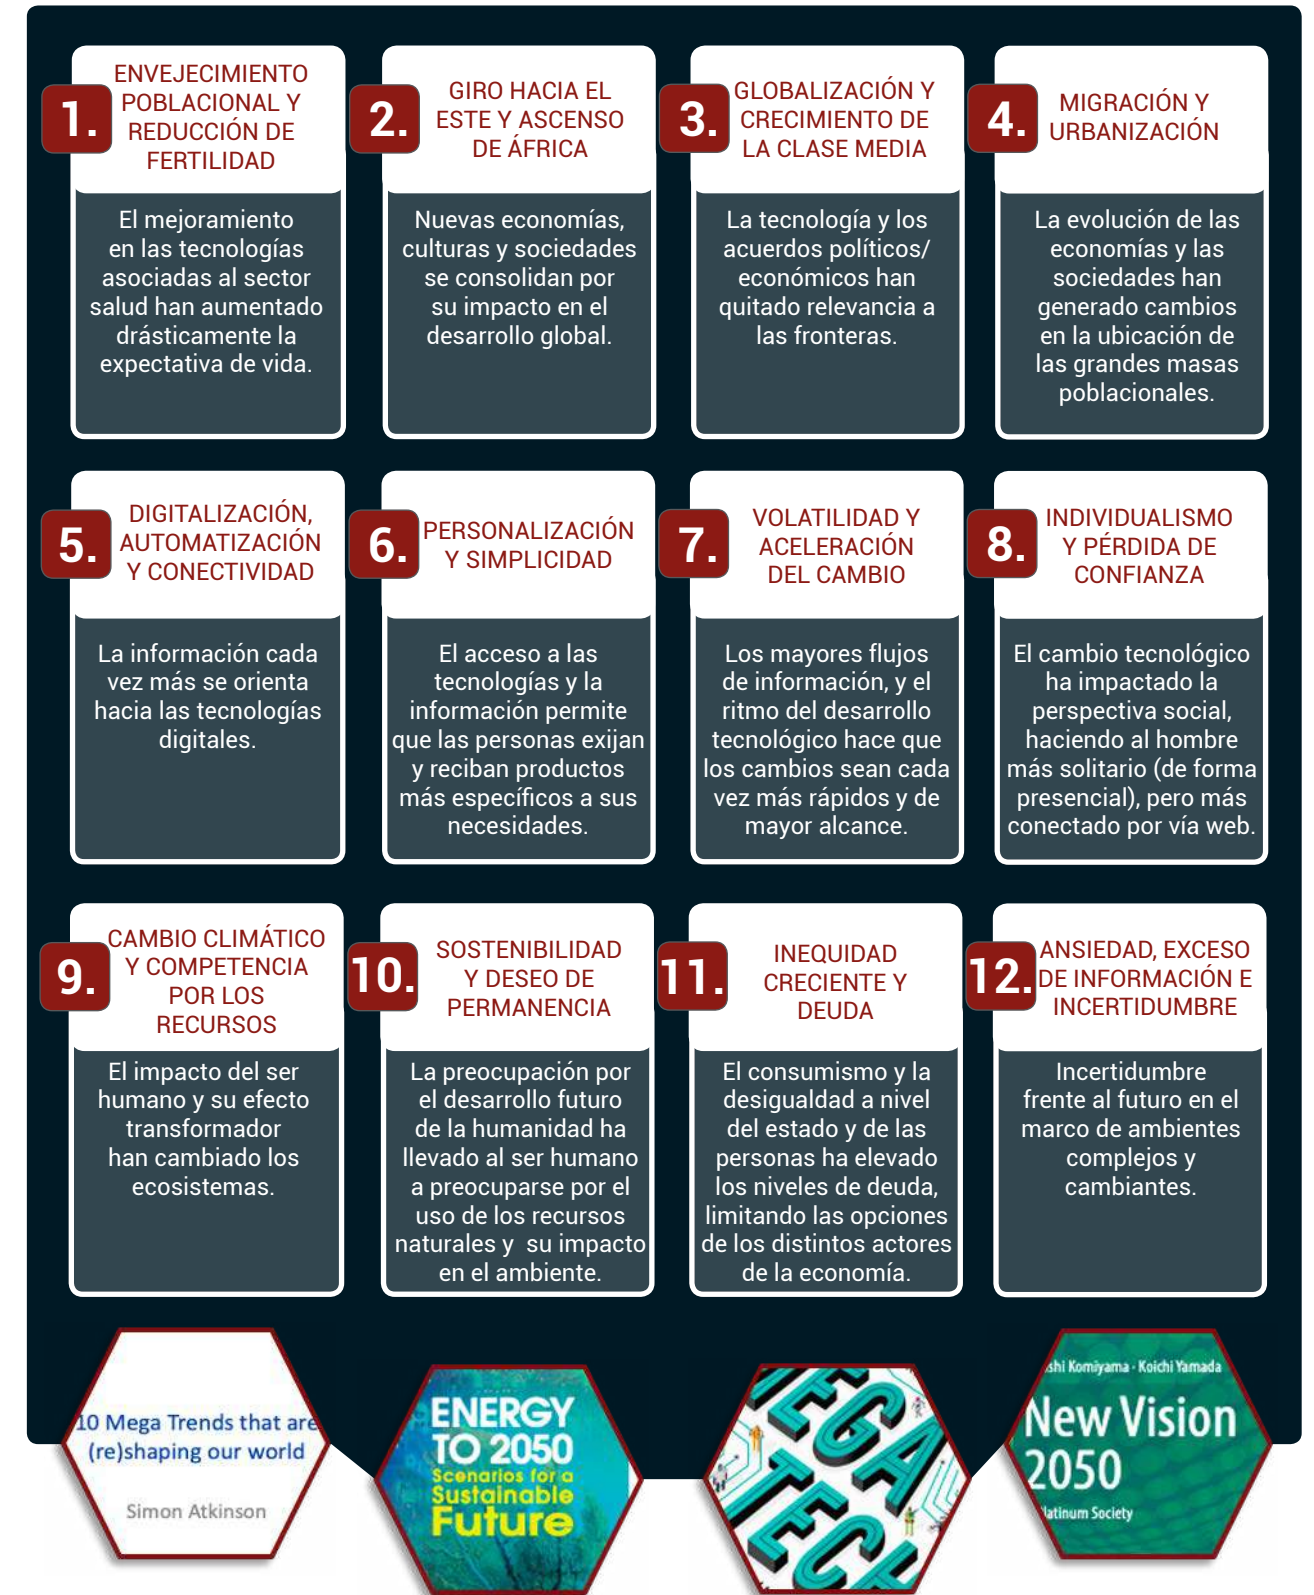 1.
ENVEJECIMIENTO
POBLACIONAL Y
REDUCCIÓN DE
FERTILIDAD
El mejoramiento
en las tecnologías
asociadas al sector
salud han aumentado
drásticamente la
expectativa de vida.
2.
GIRO HACIA EL
ESTE Y ASCENSO
DE ÁFRICA
Nuevas economías,
culturas y sociedades
se consolidan por
su impacto en el
desarrollo global.
3.
GLOBALIZACIÓN Y
CRECIMIENTO DE
LA CLASE MEDIA
La tecnología y los
acuerdos políticos/
económicos han
quitado relevancia a
las fronteras.
4.
MIGRACIÓN Y
URBANIZACIÓN
La evolución de las
economías y las
sociedades han
generado cambios
en la ubicación de
las grandes masas
poblacionales.
5.
DIGITALIZACIÓN,
AUTOMATIZACIÓN
Y CONECTIVIDAD
La información cada
vez más se orienta
hacia las tecnologías
digitales.
6.
PERSONALIZACIÓN
Y SIMPLICIDAD
El acceso a las
tecnologías y la
información permite
que las personas exijan
y reciban productos
más específicos a sus
necesidades.
7.
VOLATILIDAD Y
ACELERACIÓN
DEL CAMBIO
Los mayores flujos
de información, y el
ritmo del desarrollo
tecnológico hace que
los cambios sean cada
vez más rápidos y de
mayor alcance.
8.
INDIVIDUALISMO
Y PÉRDIDA DE
CONFIANZA
El cambio tecnológico
ha impactado la
perspectiva social,
haciendo al hombre
más solitario (de forma
presencial), pero más
conectado por vía web.
9.
CAMBIO CLIMÁTICO
Y COMPETENCIA
POR LOS
RECURSOS
El impacto del ser
humano y su efecto
transformador
han cambiado los
ecosistemas.
10.
SOSTENIBILIDAD
Y DESEO DE
PERMANENCIA
La preocupación por
el desarrollo futuro
de la humanidad ha
llevado al ser humano
a preocuparse por el
uso de los recursos
naturales y su impacto
en el ambiente.
11.
INEQUIDAD
CRECIENTE Y
DEUDA
El consumismo y la
desigualdad a nivel
del estado y de las
personas ha elevado
los niveles de deuda,
limitando las opciones
de los distintos actores
de la economía.
12.
ANSIEDAD, EXCESO
DE INFORMACIÓN E
INCERTIDUMBRE
Incertidumbre
frente al futuro en el
marco de ambientes
complejos y
cambiantes.
10 Mega Trends that are
(re)shaping our world
Simon Atkinson
ENERGY
TO 2050
Scenarios for a
Sustainable
Future
EGA
TECH
shi Komiyama · Koichi Yamada
New Vision
2050
latinum Society